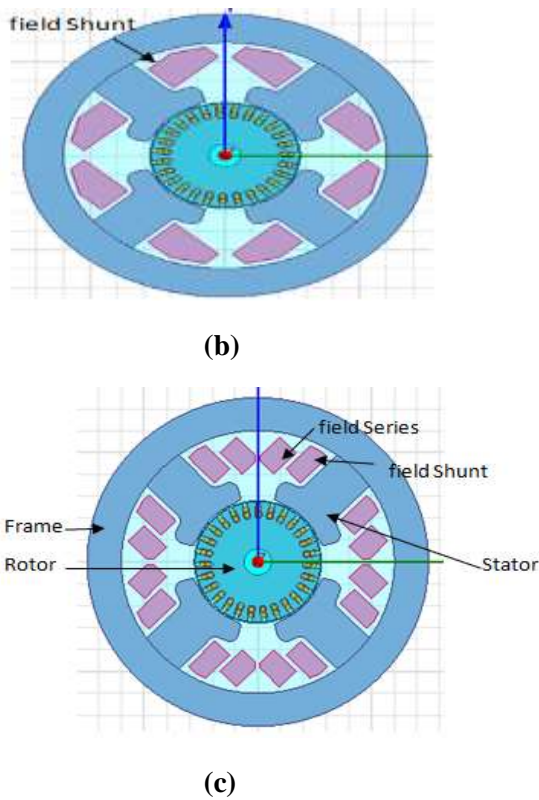 field Shunt
(b)
field Series
field Shunt
Frame
Rotor
Stator
(c)